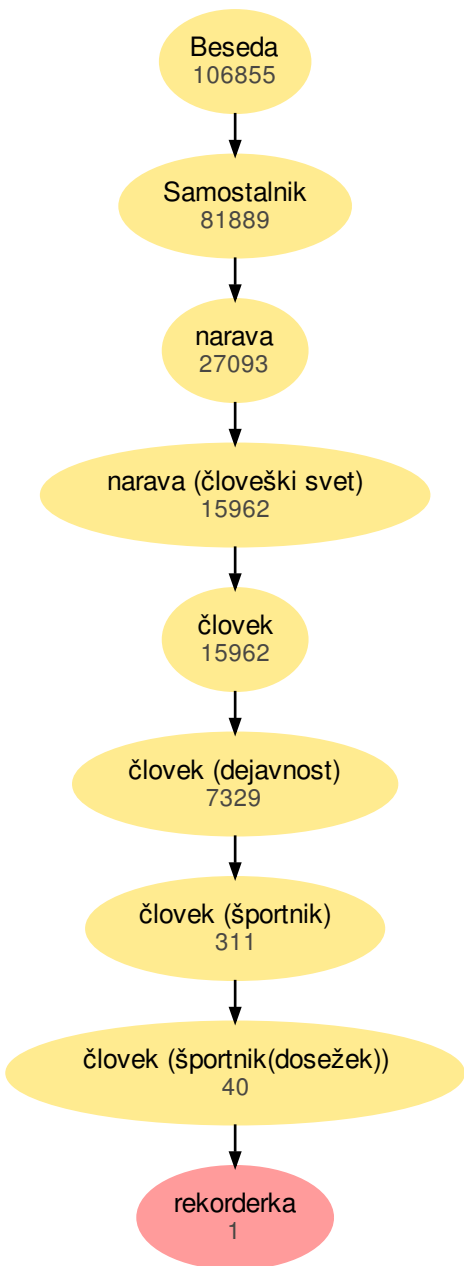 Beseda
106855
Samostalnik
81889
narava
27093
narava (človeški svet)
15962
človek
15962
človek (dejavnost)
7329
človek (športnik)
311
človek (športnik(dosežek))
40
rekorderka
1